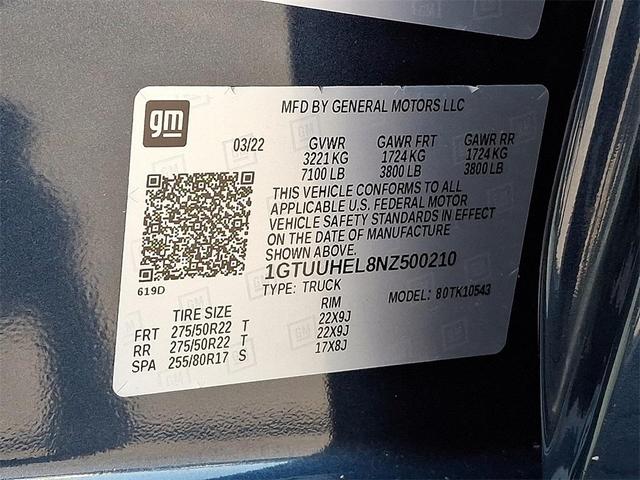 gm
MFD BY GENERAL MOTORS LLC
03/22 GVWR GAWR FRT GAWR RR
3221 KG 1724 KG 1724 KG
7100 LB 3800 LB 3800 LB
THIS VEHICLE CONFORMS TO ALL
APPLICABLE U.S. FEDERAL MOTOR
VEHICLE SAFETY STANDARDS IN EFFECT
ON THE DATE OF MANUFACTURE
SHOWN ABOVE.
619D
1GTUUHEL8NZ500210
TYPE: TRUCK
MODEL: 80TK10543
TIRE SIZE RIM
FRT 275/50R22 T 22X9J
RR 275/50R22 T 22X9J
SPA 255/80R17 S 17X8J